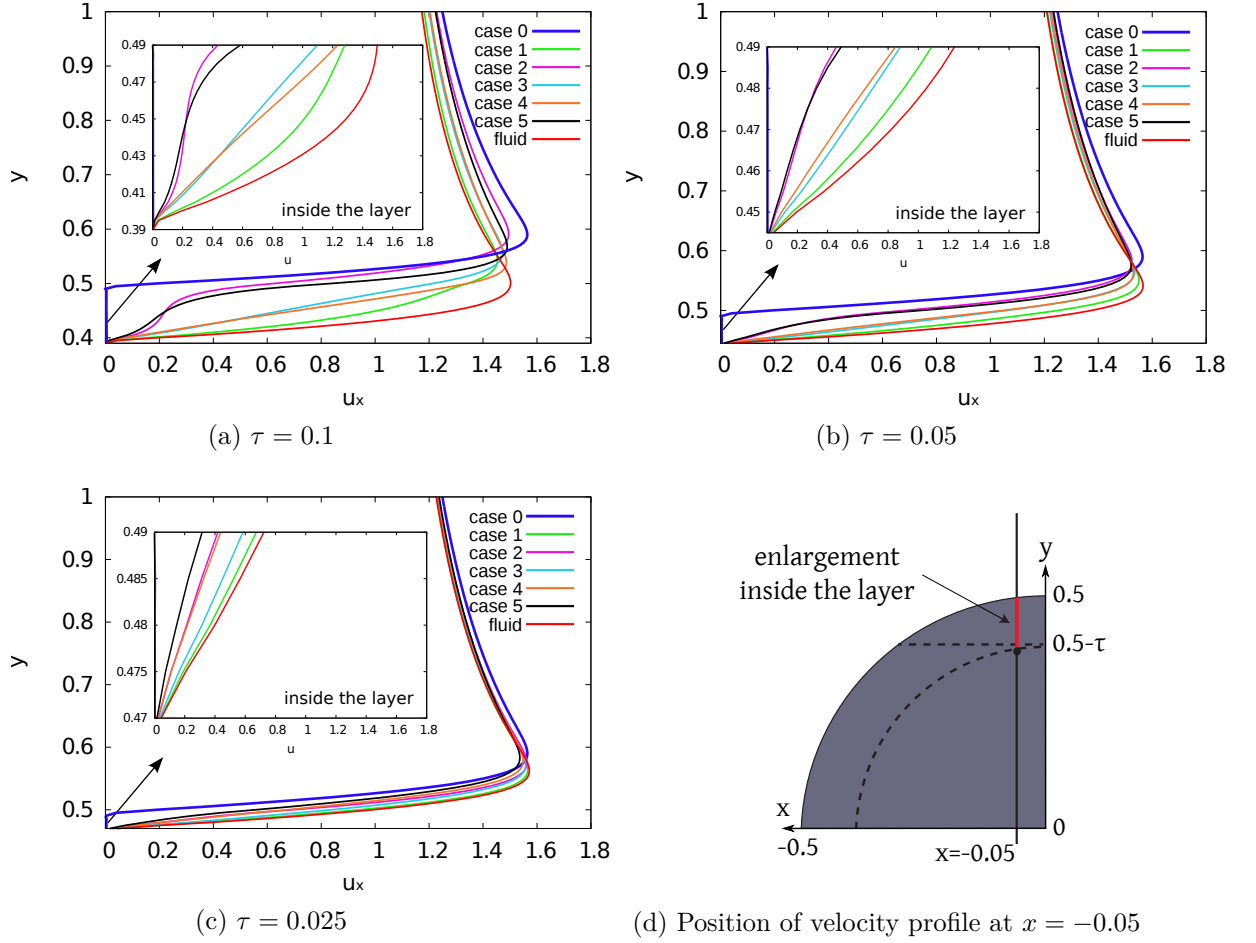 1
0.9
0.8
0.7
0.6
0.5
0.4
y
0.49
0.47
0.45
0.43
0.41
0.39
0 0.2 0.4 0.6 0.8 1 1.2 1.4 1.6 1.8
u
inside the layer
case 0
case 1
case 2
case 3
case 4
case 5
fluid
0 0.2 0.4 0.6 0.8 1 1.2 1.4 1.6 1.8
ux
(a) τ = 0.1
1
0.9
0.8
0.7
0.6
0.5
y
0.49
0.48
0.47
0.46
0.45
0 0.2 0.4 0.6 0.8 1 1.2 1.4 1.6 1.8
u
inside the layer
case 0
case 1
case 2
case 3
case 4
case 5
fluid
0 0.2 0.4 0.6 0.8 1 1.2 1.4 1.6 1.8
ux
(b) τ = 0.05
1
0.9
0.8
0.7
0.6
0.5
y
0.49
0.485
0.48
0.475
0.47
0 0.2 0.4 0.6 0.8 1 1.2 1.4 1.6 1.8
u
inside the layer
case 0
case 1
case 2
case 3
case 4
case 5
fluid
0 0.2 0.4 0.6 0.8 1 1.2 1.4 1.6 1.8
ux
(c) τ = 0.025
enlargement
inside the layer
y
0.5
0.5-τ
x
0
-0.5
x=-0.05
(d) Position of velocity profile at x = −0.05